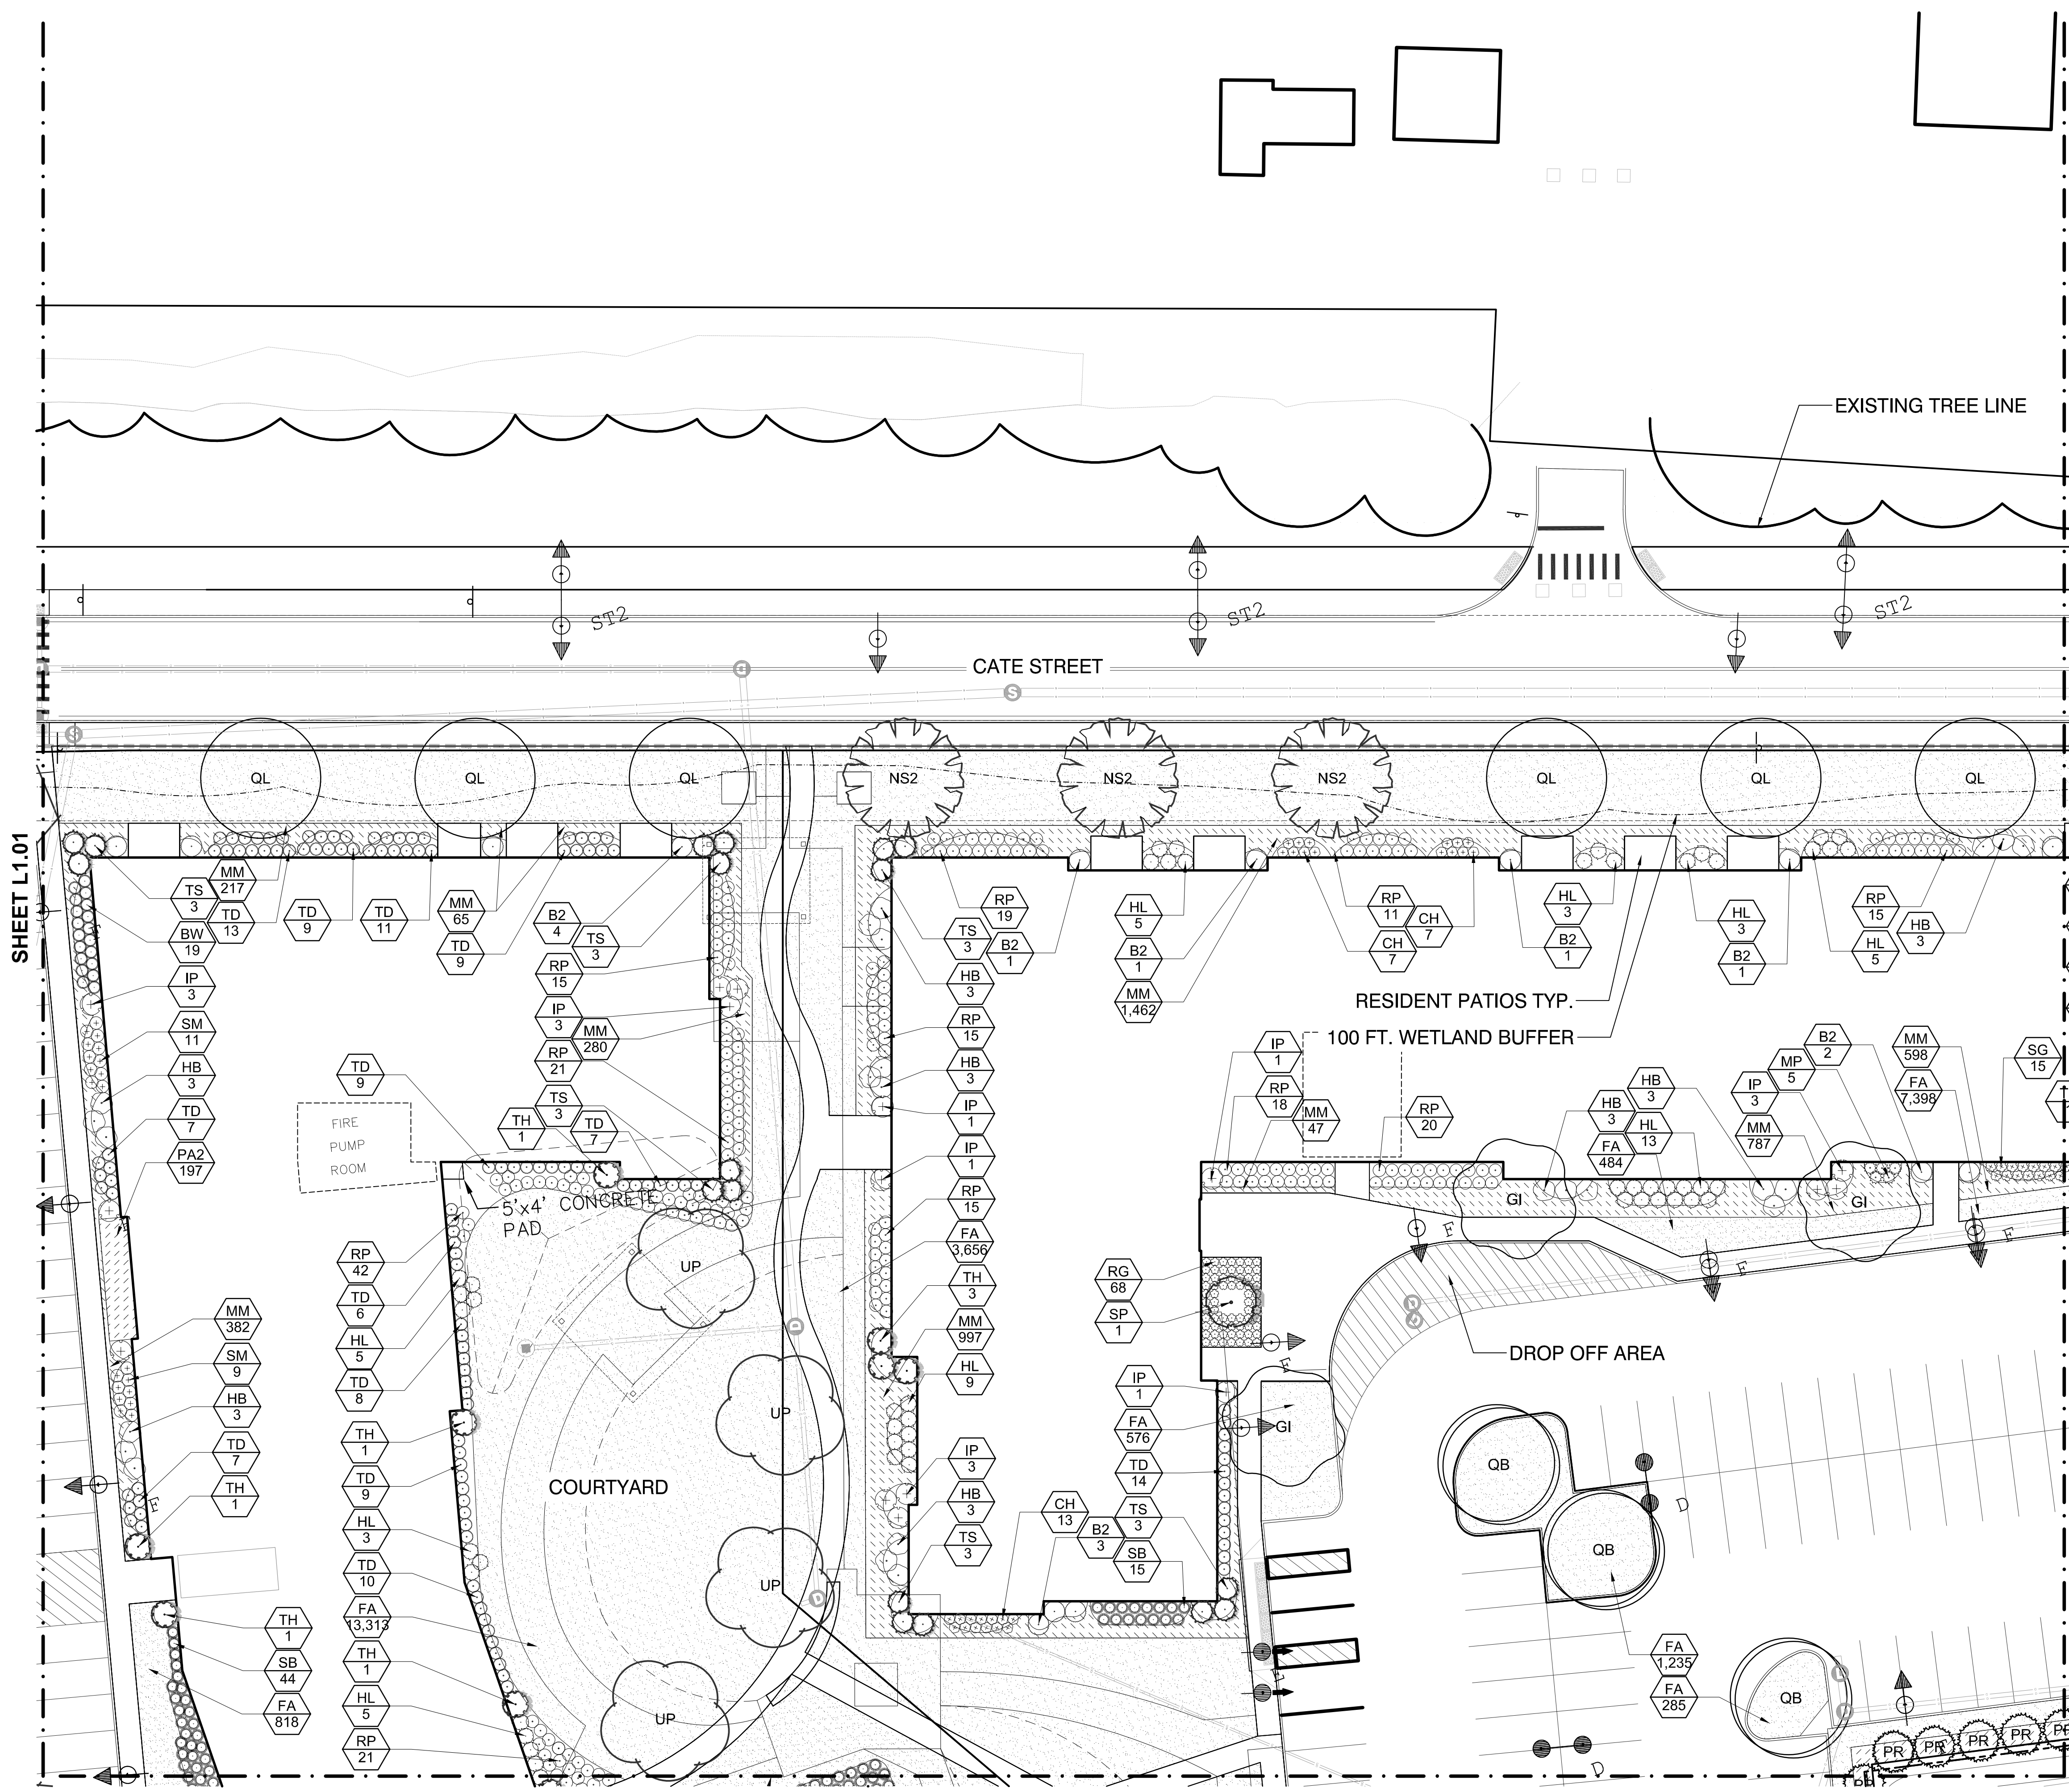 EXISTING TREE LINE
ST2
ST2
ST2
CATE STREET
S
S
D
QL
QL
QL
NS2
NS2
NS2
QL
QL
QL
SHEET L1.01
TS
3
MM
217
BW
19
TD
13
TD
9
TD
11
MM
65
TD
9
B2
4
TS
3
RP
15
IP
3
MM
280
RP
21
TS
3
TH
1
TD
7
TD
9
IP
3
SM
11
HB
3
TD
7
PA2
197
FIRE
PUMP
ROOM
5'x4' CONCRETE
PAD
TS
3
RP
19
B2
1
HB
3
RP
15
HB
3
IP
1
IP
1
RP
15
FA
3,656
TH
3
MM
997
HL
9
IP
3
HB
3
TS
3
HL
5
B2
1
MM
1,462
RP
11
CH
7
CH
7
HL
3
B2
1
HL
3
B2
1
RP
15
HL
5
HB
3
RESIDENT PATIOS TYP.
100 FT. WETLAND BUFFER
IP
1
RP
18
MM
47
RP
20
HB
3
HB
3
FA
484
HL
13
IP
3
MP
5
B2
2
MM
787
MM
598
FA
7,398
SG
15
GI
GI
GI
F
F
F
F
F
RG
68
SP
1
DROP OFF AREA
IP
1
FA
576
TD
14
TS
3
SB
15
CH
13
B2
3
MM
382
SM
9
HB
3
TD
7
TH
1
RP
42
TD
6
HL
5
TD
8
TH
1
TD
9
HL
3
TD
10
FA
13,313
TH
1
HL
5
RP
21
TH
1
SB
44
FA
818
COURTYARD
UP
UP
UP
UP
D
D
D
QB
QB
QB
D
D
FA
1,235
FA
285
PR
PR
PR
PR
PR